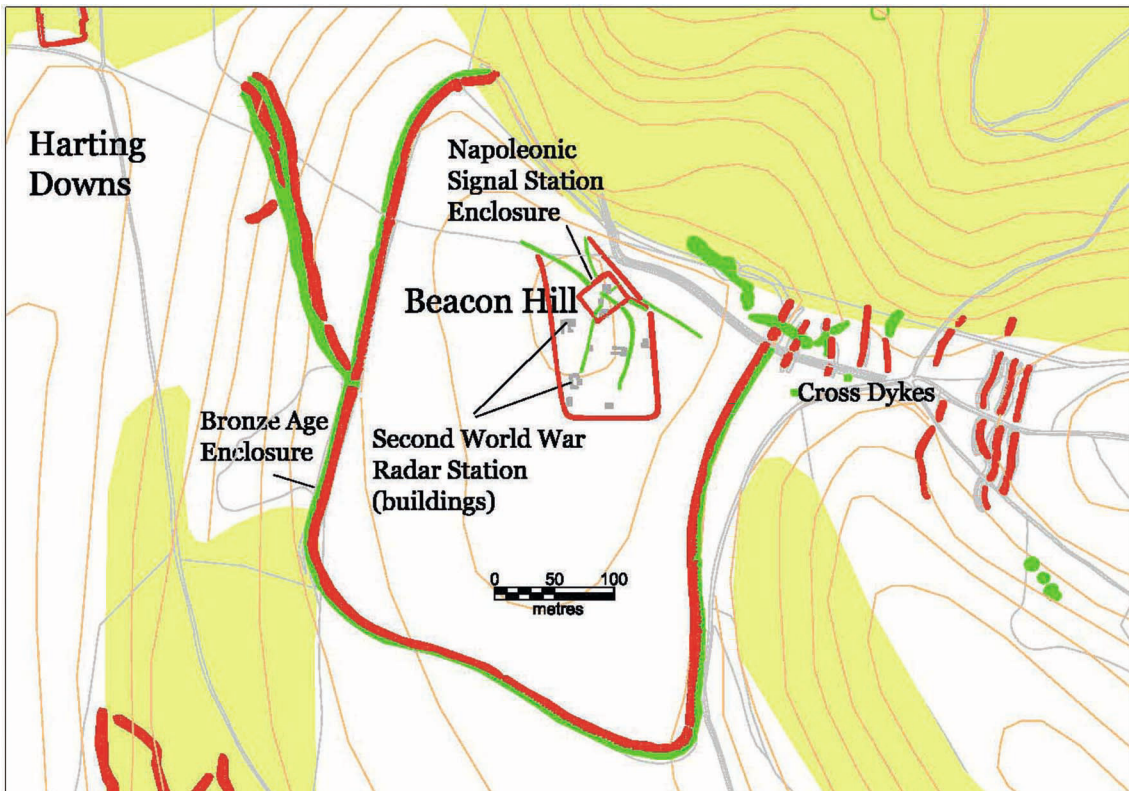 Harting
Downs
Napoleonic
Signal Station
Enclosure
Beacon Hill
Cross Dykes
Bronze Age
Enclosure
Second World War
Radar Station
(buildings)
0 50 100
metres